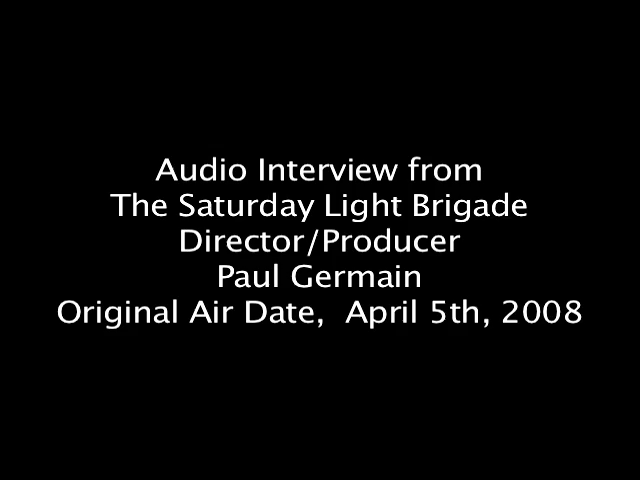 Audio Interview from
The Saturday Light Brigade
Director/Producer
Paul Germain
Original Air Date,  April 5th, 2008